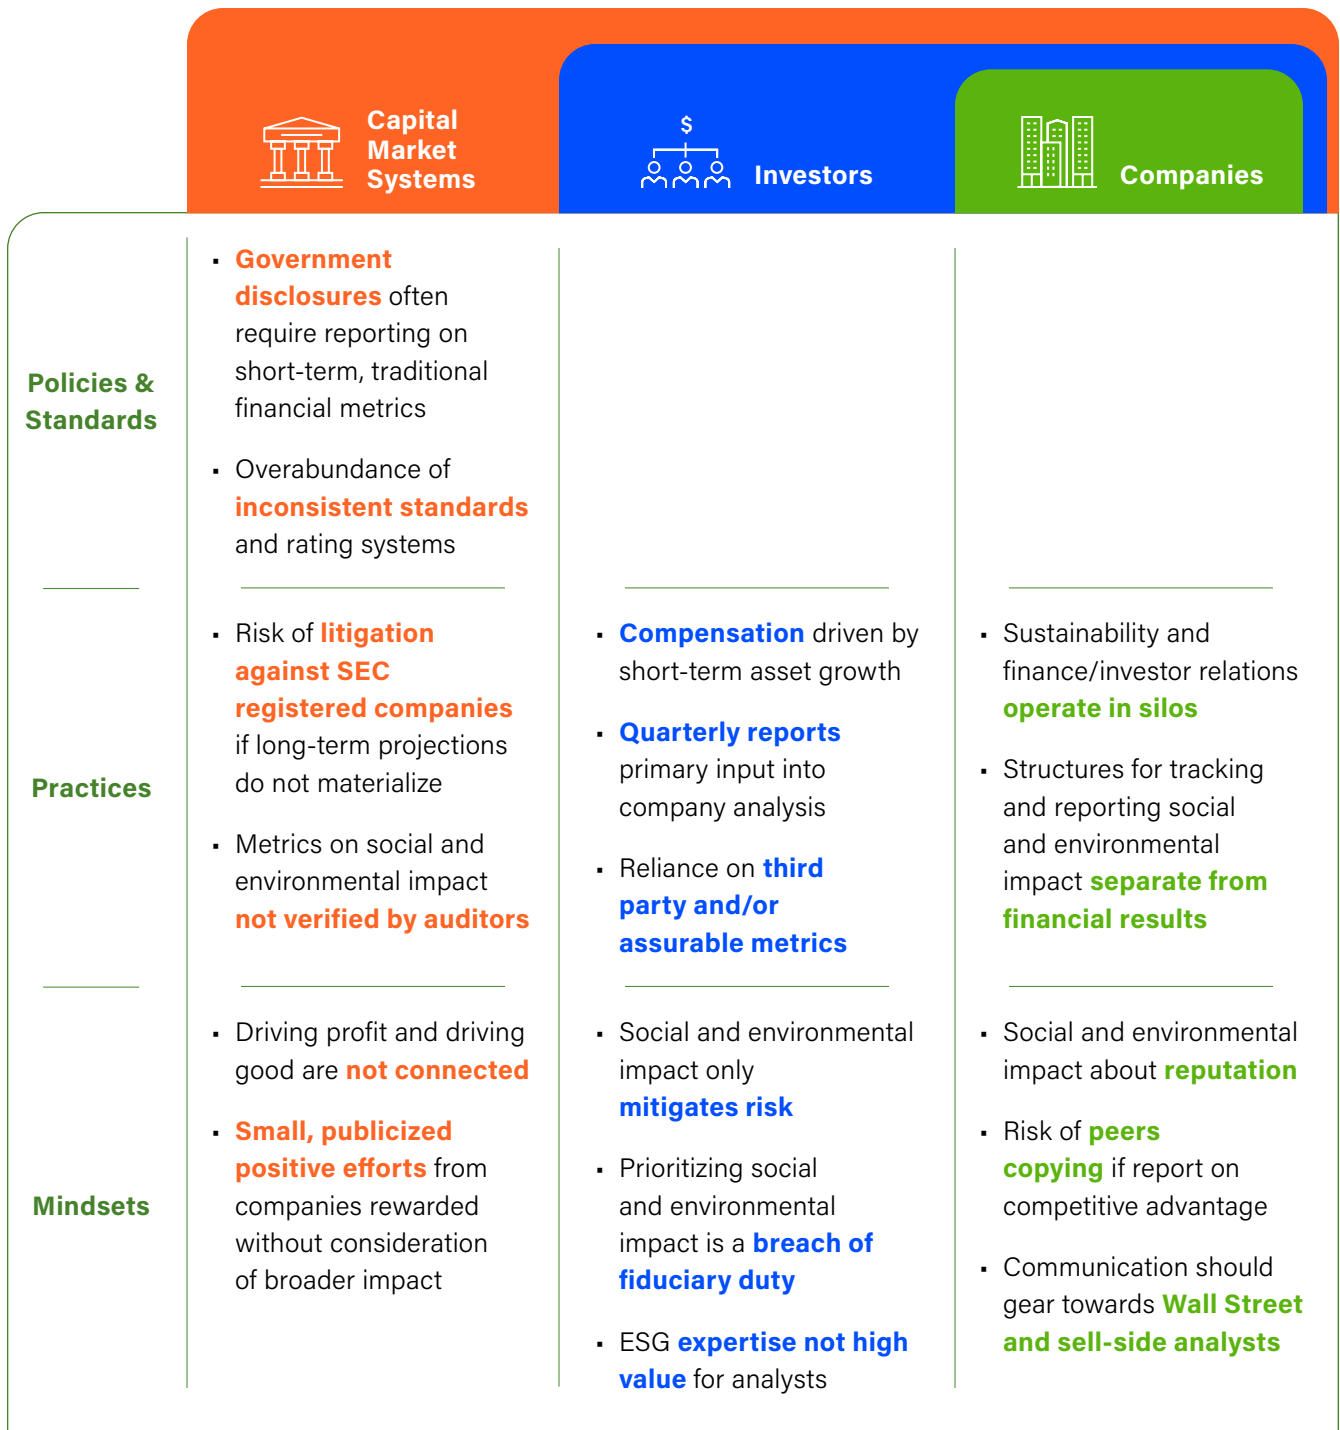 Capital
Market
Systems
$
Investors
Companies
Policies &
Standards
▪ Government
disclosures often
require reporting on
short-term, traditional
financial metrics
▪ Overabundance of
inconsistent standards
and rating systems
Practices
▪ Risk of litigation
against SEC
registered companies
if long-term projections
do not materialize
▪ Metrics on social and
environmental impact
not verified by auditors
▪ Compensation driven by
short-term asset growth
▪ Quarterly reports
primary input into
company analysis
▪ Reliance on third
party and/or
assurable metrics
▪ Sustainability and
finance/investor relations
operate in silos
▪ Structures for tracking
and reporting social
and environmental
impact separate from
financial results
Mindsets
▪ Driving profit and driving
good are not connected
▪ Small, publicized
positive efforts from
companies rewarded
without consideration
of broader impact
▪ Social and environmental
impact only
mitigates risk
▪ Prioritizing social
and environmental
impact is a breach of
fiduciary duty
▪ ESG expertise not high
value for analysts
▪ Social and environmental
impact about reputation
▪ Risk of peers
copying if report on
competitive advantage
▪ Communication should
gear towards Wall Street
and sell-side analysts